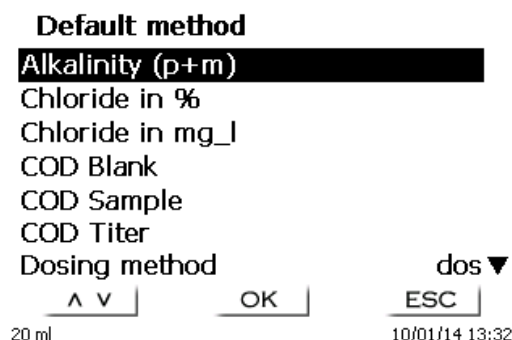 Default method
Alkalinity (p+m)
Chloride in %
Chloride in mg_l
COD Blank
COD Sample
COD Titer
Dosing method dos▼
∧ ∨ OK ESC
20 ml 10/01/14 13:32